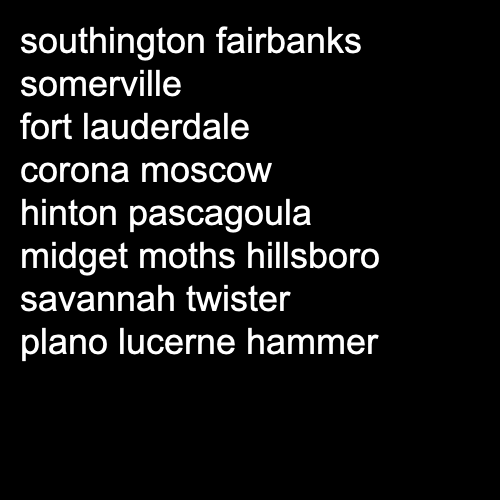 southington fairbanks
somerville
fort lauderdale
corona moscow
hinton pascagoula
midget moths hillsboro
savannah twister
plano lucerne hammer